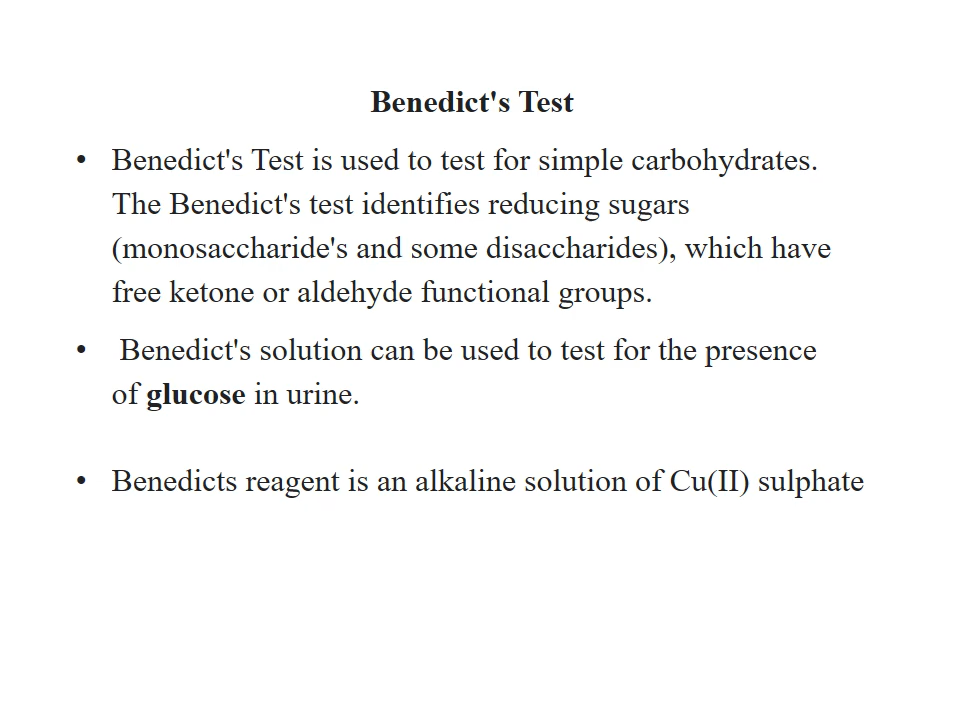 Benedict's Test
• Benedict's Test is used to test for simple carbohydrates.
The Benedict's test identifies reducing sugars
(monosaccharide's and some disaccharides), which have
free ketone or aldehyde functional groups.
• Benedict's solution can be used to test for the presence
of glucose in urine.
• Benedicts reagent is an alkaline solution of Cu(II) sulphate